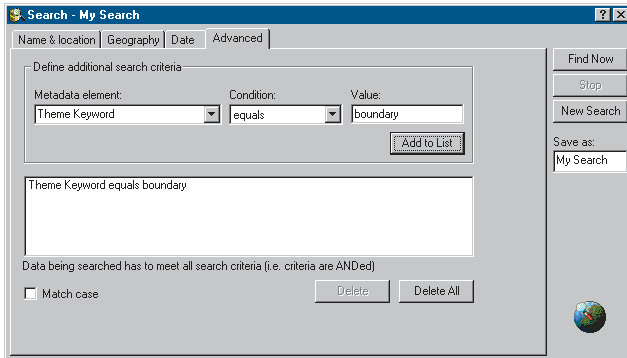 Search - My Search
Name & location Geography Date Advanced
Define additional search criteria
Metadata element: Condition: Value:
Theme Keyword equals boundary
Add to List
Theme Keyword equals boundary
Data being searched has to meet all search criteria (i.e. criteria are ANDed)
Match case Delete Delete All
Find Now
Stop
New Search
Save as:
My Search